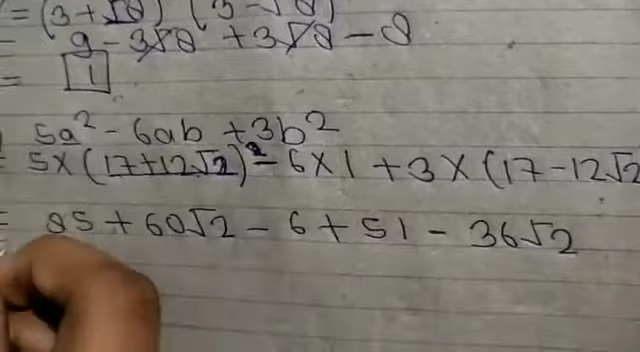 = (3+√8) (3-√8)
9 - 3√8 + 3√8 - 8
= 1
5a² - 6ab + 3b²
= 5×(17+12√2)² - 6×1 + 3×(17-12√2
= 85+60√2 - 6 + 51 - 36√2